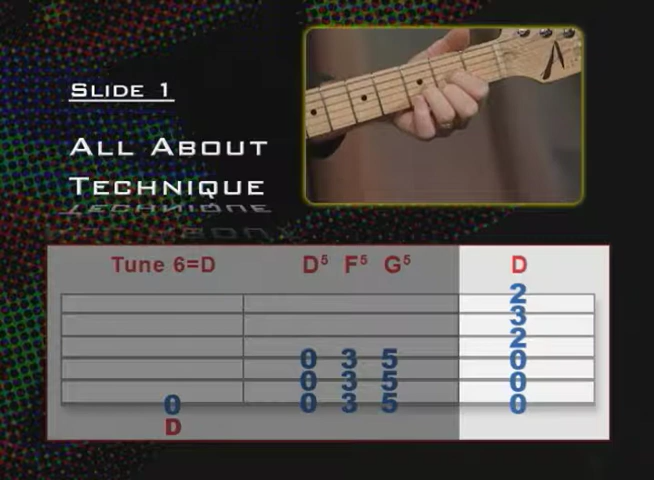 SLIDE 1
ALL ABOUT
TECHNIQUE
Tune 6=D D⁵ F⁵ G⁵ D
2
3
2
0 3 5 0
0 3 5 0
0 0 3 5 0
D